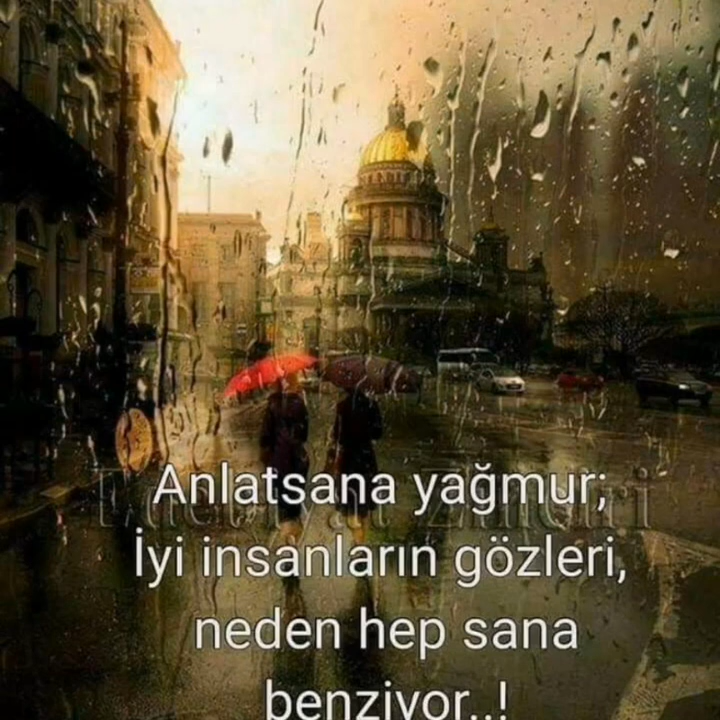 Anlatsana yağmur;
İyi insanların gözleri,
neden hep sana
benziyor..!